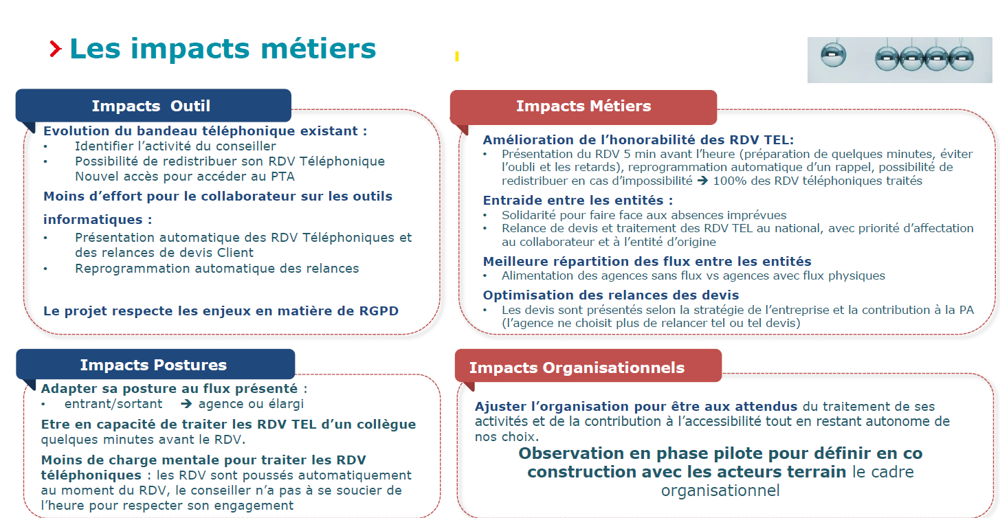 Les impacts métiers
Impacts Outil
Evolution du bandeau téléphonique existant :
• Identifier l’activité du conseiller
• Possibilité de redistribuer son RDV Téléphonique
Nouvel accès pour accéder au PTA
Moins d’effort pour le collaborateur sur les outils
informatiques :
• Présentation automatique des RDV Téléphoniques et
des relances de devis Client
• Reprogrammation automatique des relances
Le projet respecte les enjeux en matière de RGPD
Impacts Métiers
Amélioration de l’honorabilité des RDV TEL:
• Présentation du RDV 5 min avant l’heure (préparation de quelques minutes, éviter
l’oubli et les retards), reprogrammation automatique d’un rappel, possibilité de
redistribuer en cas d’impossibilité ➔ 100% des RDV téléphoniques traités
Entraide entre les entités :
• Solidarité pour faire face aux absences imprévues
• Relance de devis et traitement des RDV TEL au national, avec priorité d’affectation
au collaborateur et à l’entité d’origine
Meilleure répartition des flux entre les entités
• Alimentation des agences sans flux vs agences avec flux physiques
Optimisation des relances des devis
• Les devis sont présentés selon la stratégie de l’entreprise et la contribution à la PA
(l’agence ne choisit plus de relancer tel ou tel devis)
Impacts Postures
Adapter sa posture au flux présenté :
• entrant/sortant ➔ agence ou élargi
Etre en capacité de traiter les RDV TEL d’un collègue
quelques minutes avant le RDV.
Moins de charge mentale pour traiter les RDV
téléphoniques : les RDV sont poussés automatiquement
au moment du RDV, le conseiller n’a pas à se soucier de
l’heure pour respecter son engagement
Impacts Organisationnels
Ajuster l’organisation pour être aux attendus du traitement de ses
activités et de la contribution à l’accessibilité tout en restant autonome de
nos choix.
Observation en phase pilote pour définir en co
construction avec les acteurs terrain le cadre
organisationnel